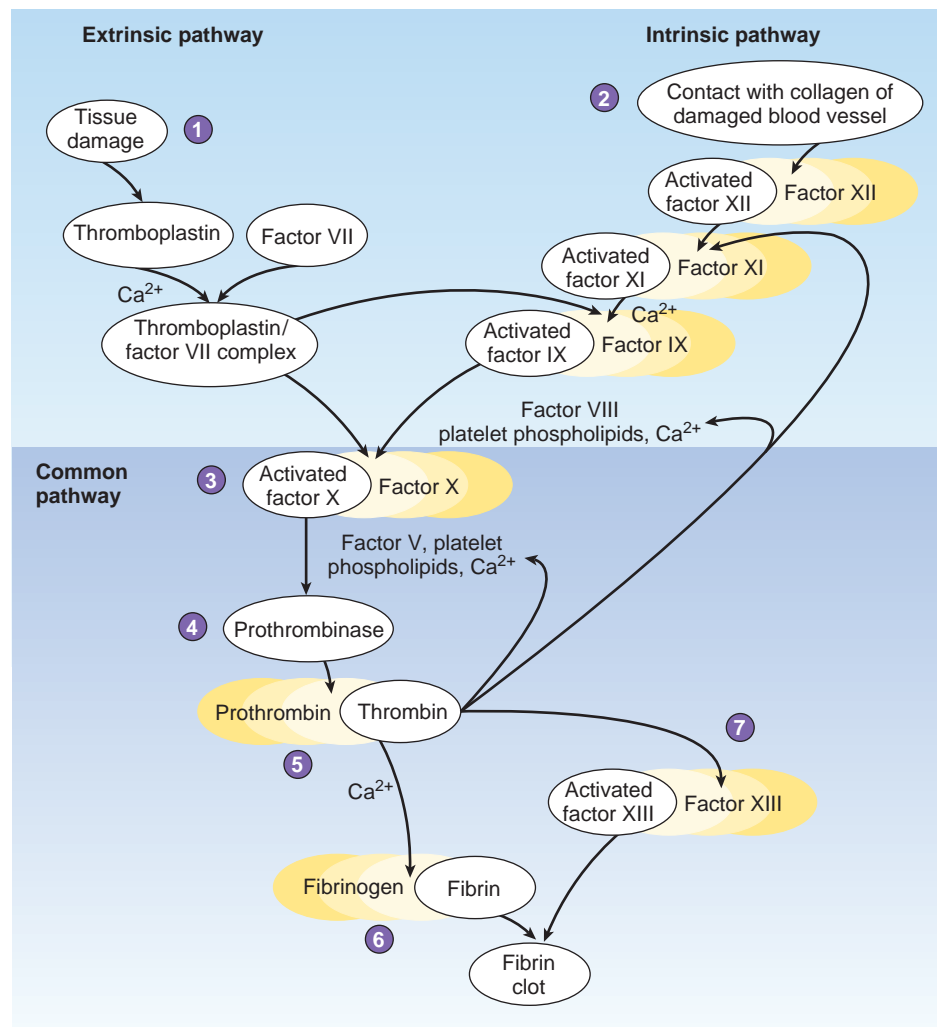 Extrinsic pathway
Intrinsic pathway
1
Tissue
damage
2
Contact with collagen of
damaged blood vessel
Activated
factor XII
Factor XII
Thromboplastin
Factor VII
Activated
factor XI
Factor XI
Ca²⁺
Ca²⁺
Thromboplastin/
factor VII complex
Activated
factor IX
Factor IX
Factor VIII
platelet phospholipids, Ca²⁺
Common
pathway
3
Activated
factor X
Factor X
Factor V, platelet
phospholipids, Ca²⁺
4
Prothrombinase
Prothrombin
Thrombin
5
7
Ca²⁺
Activated
factor XIII
Factor XIII
Fibrinogen
Fibrin
6
Fibrin
clot